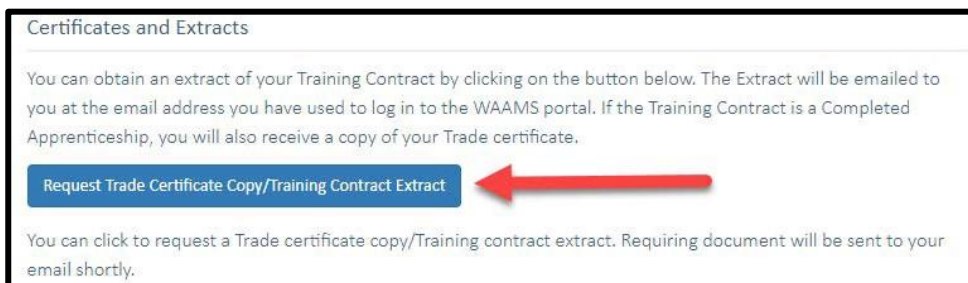 Certificates and Extracts
You can obtain an extract of your Training Contract by clicking on the button below. The Extract will be emailed to
you at the email address you have used to log in to the WAAMS portal. If the Training Contract is a Completed
Apprenticeship, you will also receive a copy of your Trade certificate.
Request Trade Certificate Copy/Training Contract Extract
You can click to request a Trade certificate copy/Training contract extract. Requiring document will be sent to your
email shortly.